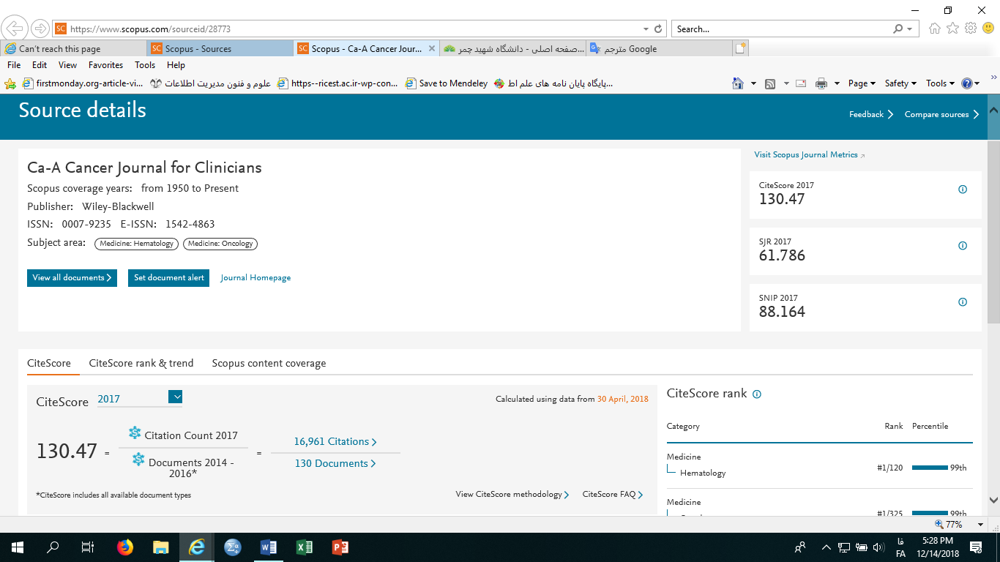 https://www.scopus.com/sourceid/28773
Search...
Can't reach this page
Scopus - Sources
Scopus - Ca-A Cancer Jour...
صفحه اصلی - دانشگاه شهید چمر...
مترجم Google
File Edit View Favorites Tools Help
firstmonday.org-article-vi...
علوم و فنون مدیریت اطلاعات
https--ricest.ac.ir-wp-con...
Save to Mendeley
پایگاه پایان نامه های علم اط...
Page Safety Tools
Source details
Feedback Compare sources
Ca-A Cancer Journal for Clinicians
Scopus coverage years: from 1950 to Present
Publisher: Wiley-Blackwell
ISSN: 0007-9235 E-ISSN: 1542-4863
Subject area: Medicine: Hematology Medicine: Oncology
View all documents Set document alert Journal Homepage
Visit Scopus Journal Metrics
CiteScore 2017
130.47
SJR 2017
61.786
SNIP 2017
88.164
CiteScore CiteScore rank & trend Scopus content coverage
CiteScore 2017
Calculated using data from 30 April, 2018
130.47 = Citation Count 2017
Documents 2014 -
2016*
= 16,961 Citations
130 Documents
*CiteScore includes all available document types
View CiteScore methodology CiteScore FAQ
CiteScore rank
Category Rank Percentile
Medicine
Hematology #1/120 99th
Medicine
#1/325 99th
77%
فا
FA
5:28 PM
12/14/2018